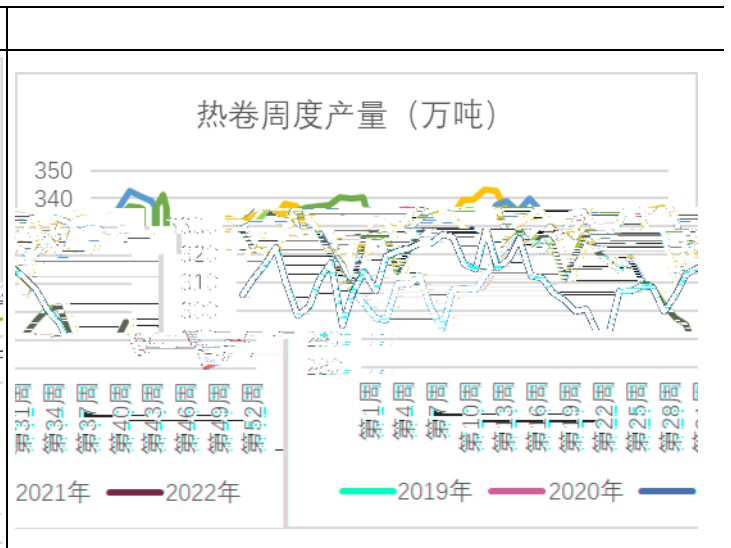 热卷周度产量（万吨）
350
340
第31周 第34周 第37周 第40周 第43周 第46周 第49周 第52周
第1周 第4周 第7周 第10周 第13周 第16周 第19周 第22周 第25周 第28周
2021年 2022年 2019年 2020年